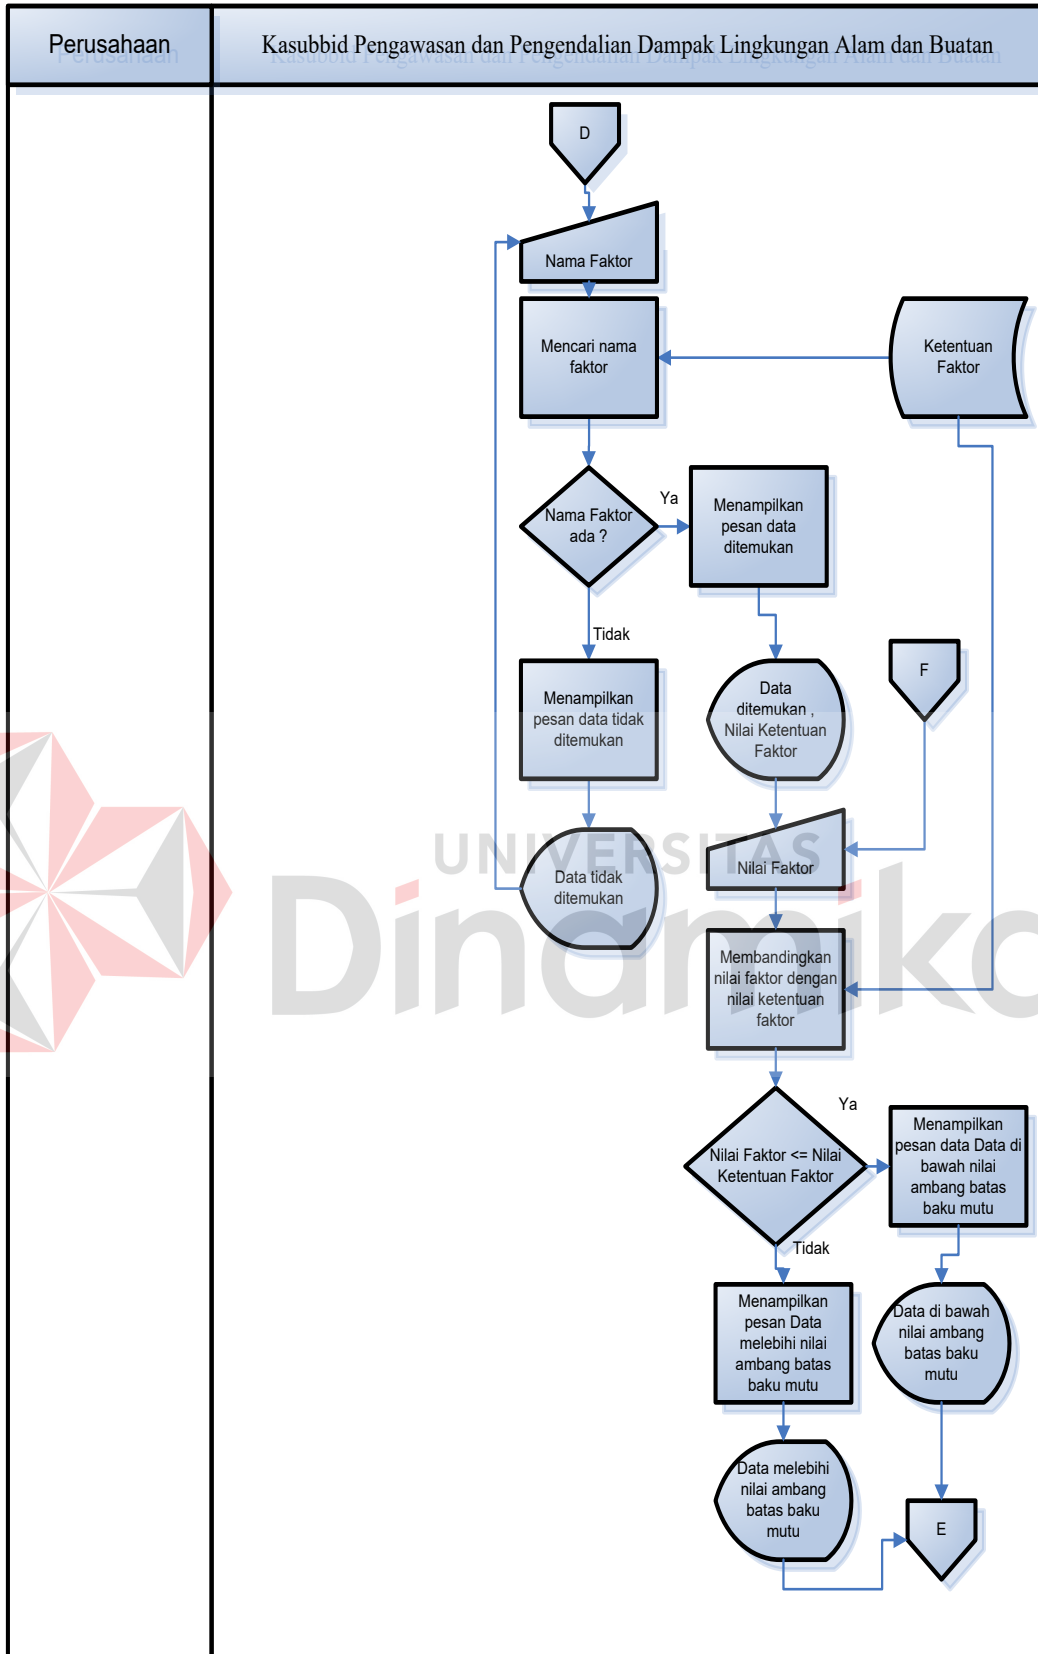 Perusahaan
Kasubbid Pengawasan dan Pengendalian Dampak Lingkungan Alam dan Buatan
D
Nama Faktor
Mencari nama
faktor
Ketentuan
Faktor
Nama Faktor
ada ?
Ya
Menampilkan
pesan data
ditemukan
Tidak
Menampilkan
pesan data tidak
ditemukan
Data
ditemukan ,
Nilai Ketentuan
Faktor
F
UNIVERSITAS
Dinamika
Data tidak
ditemukan
Nilai Faktor
Membandingkan
nilai faktor dengan
nilai ketentuan
faktor
Nilai Faktor <= Nilai
Ketentuan Faktor
Ya
Menampilkan
pesan data Data di
bawah nilai
ambang batas
baku mutu
Tidak
Menampilkan
pesan Data
melebihi nilai
ambang batas
baku mutu
Data di bawah
nilai ambang
batas baku
mutu
Data melebihi
nilai ambang
batas baku
mutu
E